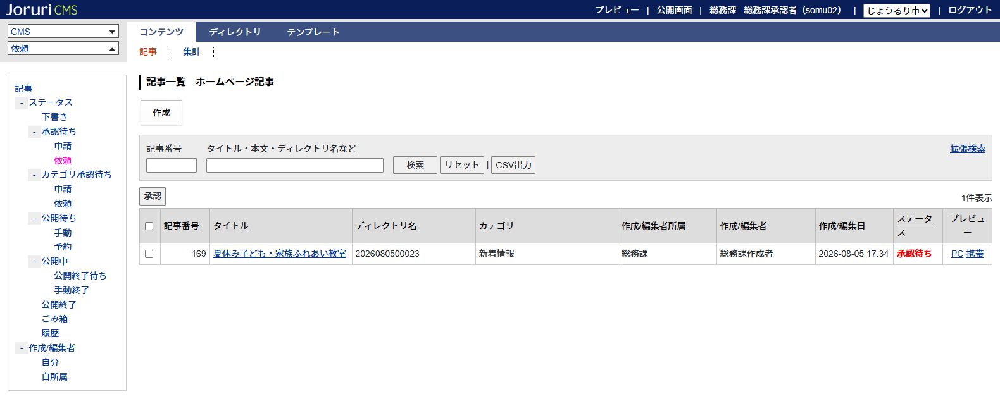 Joruri CMS
プレビュー | 公開画面 | 総務課 総務課承認者（somu02） | じょうるり市 | ログアウト
CMS
依頼
コンテンツ ディレクトリ テンプレート
記事 集計
記事
- ステータス
下書き
- 承認待ち
申請
依頼
- カテゴリ承認待ち
申請
依頼
- 公開待ち
手動
予約
- 公開中
公開終了待ち
手動終了
公開終了
ごみ箱
履歴
- 作成/編集者
自分
自所属
記事一覧 ホームページ記事
作成
記事番号 タイトル・本文・ディレクトリ名など 拡張検索
検索 リセット | CSV出力
承認 1件表示
記事番号 タイトル ディレクトリ名 カテゴリ 作成/編集者所属 作成/編集者 作成/編集日 ステータス プレビュー
169 夏休み子ども・家族ふれあい教室 2026080500023 新着情報 総務課 総務課作成者 2026-08-05 17:34 承認待ち PC 携帯